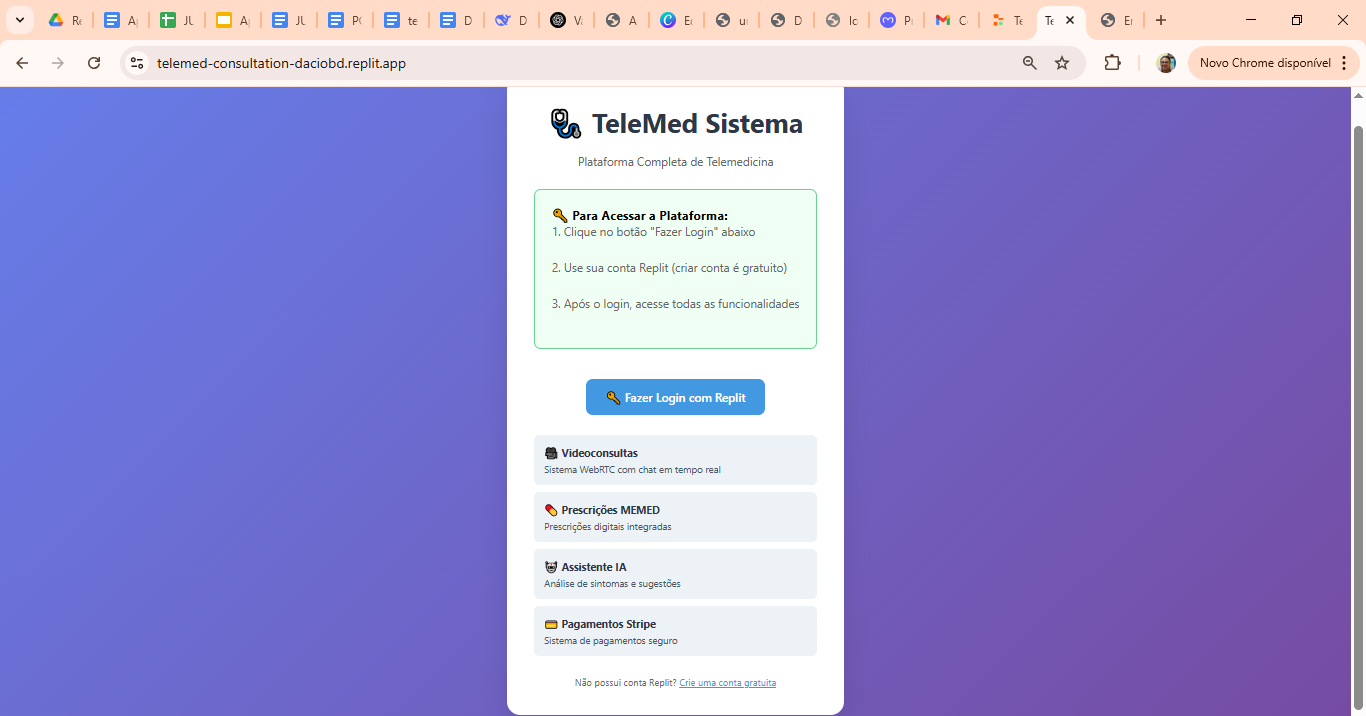 Re
Ap
JU
Ap
JU
PC
te
D
D
Va
A
Ec
ur
D
Ic
Pr
C
Te
Te
Er
telemed-consultation-daciobd.replit.app
Novo Chrome disponível
TeleMed Sistema
Plataforma Completa de Telemedicina
Para Acessar a Plataforma:
1. Clique no botão "Fazer Login" abaixo
2. Use sua conta Replit (criar conta é gratuito)
3. Após o login, acesse todas as funcionalidades
Fazer Login com Replit
Videoconsultas
Sistema WebRTC com chat em tempo real
Prescrições MEMED
Prescrições digitais integradas
Assistente IA
Análise de sintomas e sugestões
Pagamentos Stripe
Sistema de pagamentos seguro
Não possui conta Replit? Crie uma conta gratuita